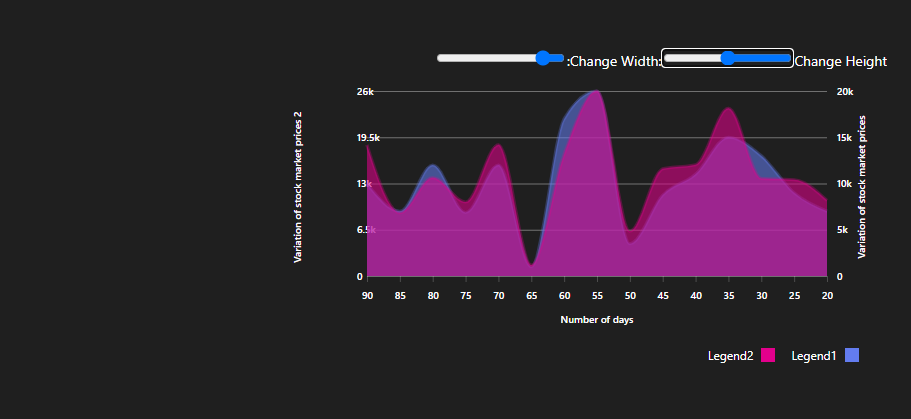 :Change Width:
Change Height
Variation of stock market prices 2
26k
19.5k
13k
6.5k
0
20k
15k
10k
5k
0
Variation of stock market prices
90 85 80 75 70 65 60 55 50 45 40 35 30 25 20
Number of days
Legend2 Legend1